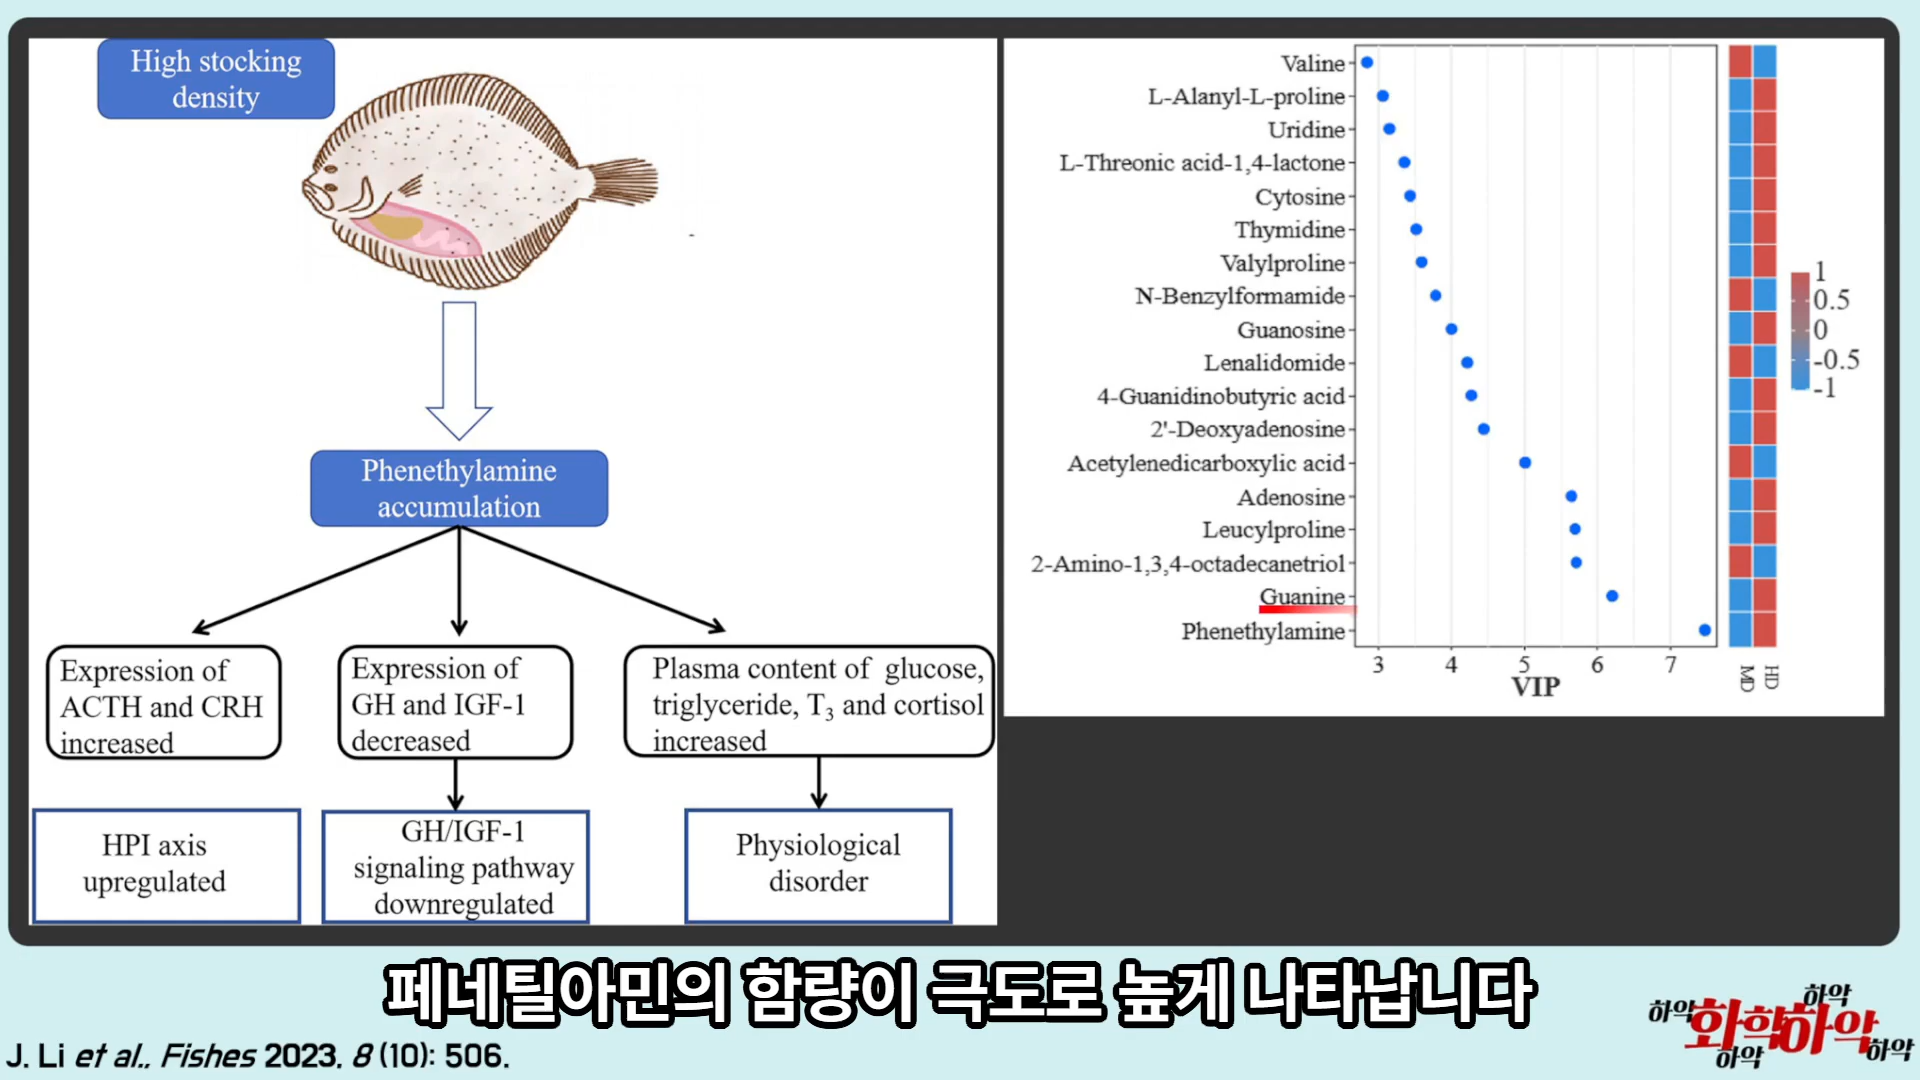 High stocking
density
Phenethylamine
accumulation
Expression of
ACTH and CRH
increased
Expression of
GH and IGF-1
decreased
Plasma content of glucose,
triglyceride, T₃ and cortisol
increased
HPI axis
upregulated
GH/IGF-1
signaling pathway
downregulated
Physiological
disorder
Valine
L-Alanyl-L-proline
Uridine
L-Threonic acid-1,4-lactone
Cytosine
Thymidine
Valylproline
N-Benzylformamide
Guanosine
Lenalidomide
4-Guanidinobutyric acid
2'-Deoxyadenosine
Acetylenedicarboxylic acid
Adenosine
Leucylproline
2-Amino-1,3,4-octadecanetriol
Guanine
Phenethylamine
3 4 5 6 7
VIP
MD HD
1
0.5
0
-0.5
-1
페네틸아민의 함량이 극도로 높게 나타납니다
J. Li et al., Fishes 2023, 8 (10): 506.
하악 화학하악 하악
하악 하악